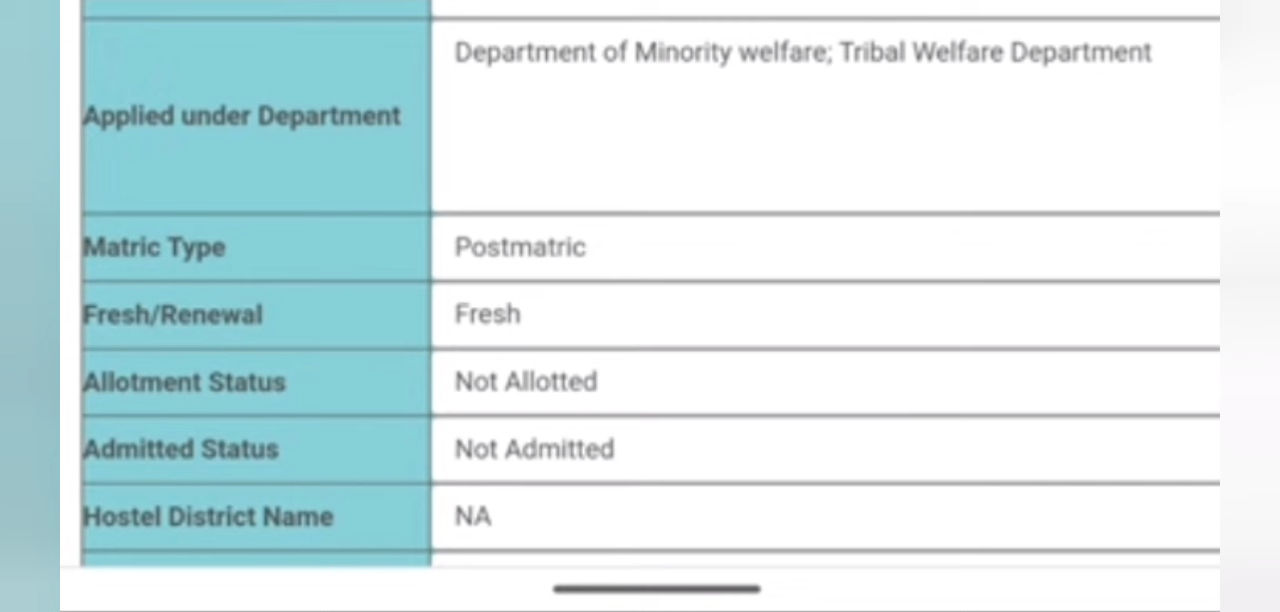 Applied under Department
Department of Minority welfare; Tribal Welfare Department
Matric Type
Postmatric
Fresh/Renewal
Fresh
Allotment Status
Not Allotted
Admitted Status
Not Admitted
Hostel District Name
NA